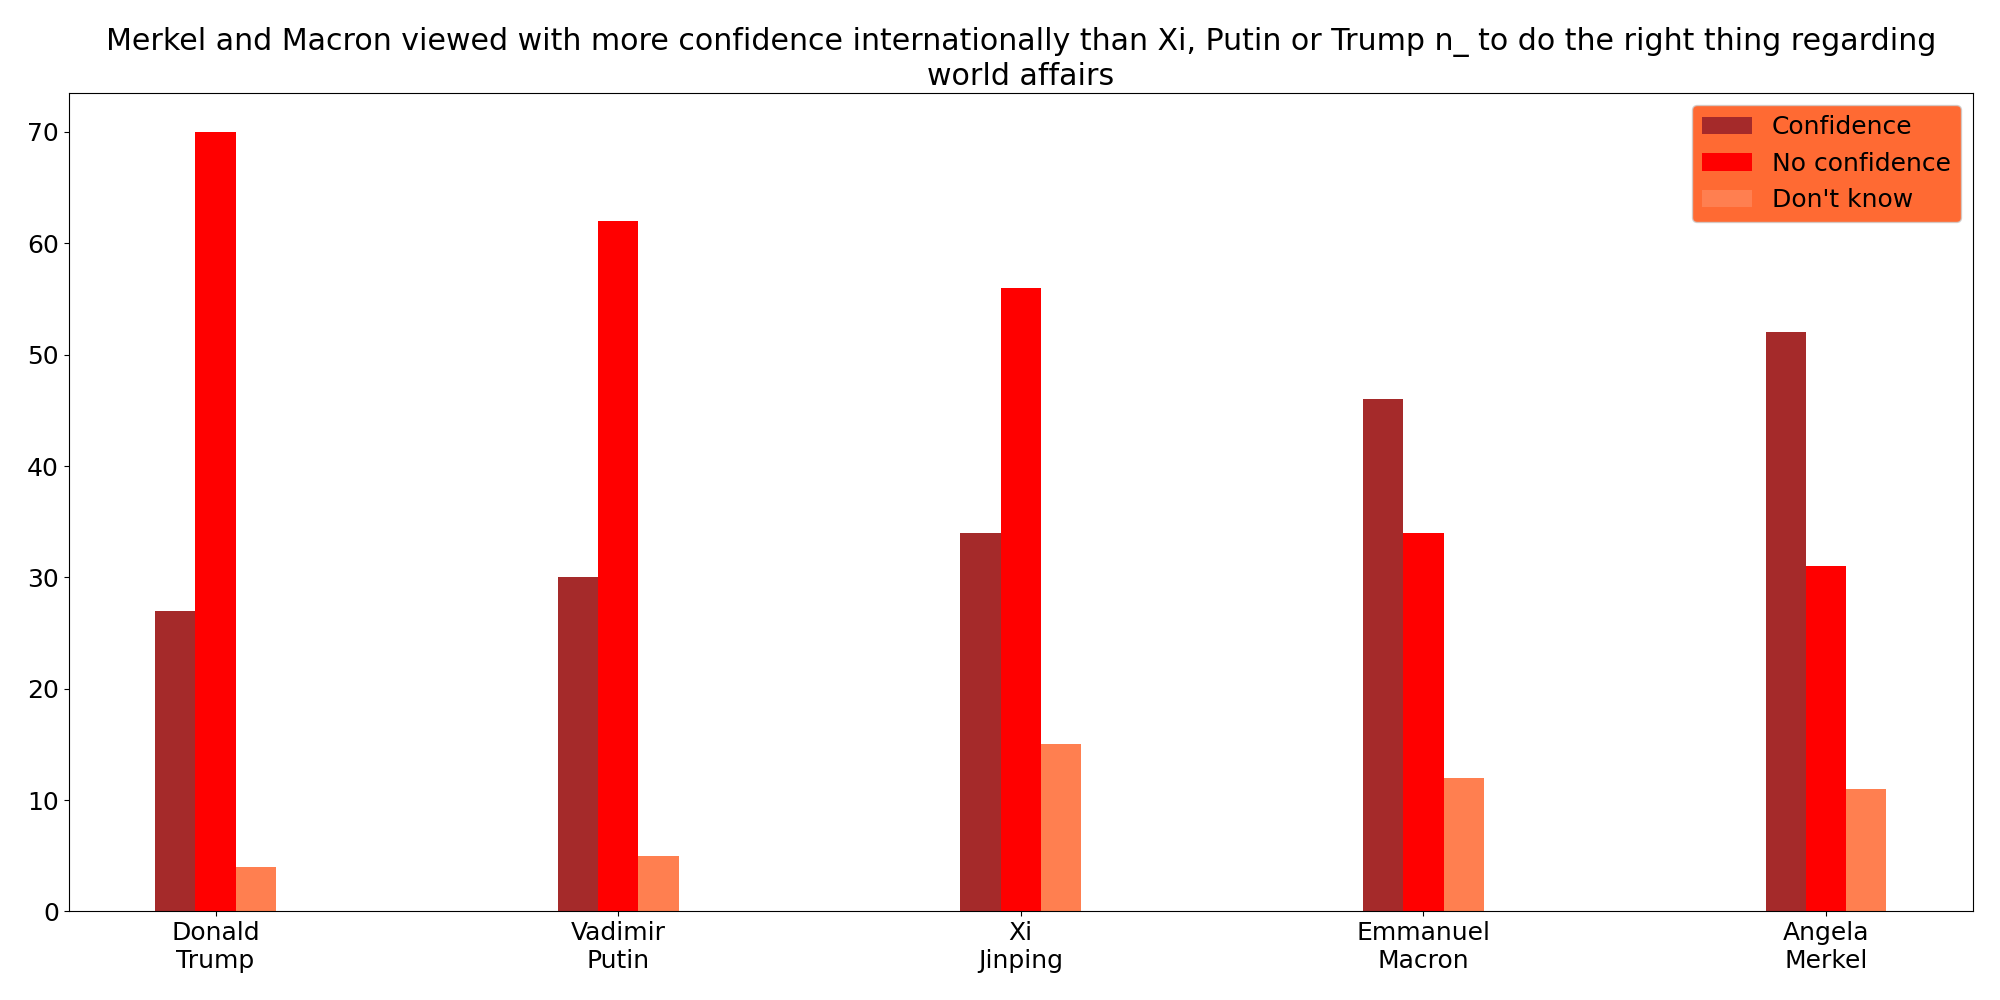 Merkel and Macron viewed with more confidence internationally than Xi, Putin or Trump n_ to do the right thing regarding
world affairs
70
60
50
40
30
20
10
0
Confidence
No confidence
Don't know
Donald
Trump
Vadimir
Putin
Xi
Jinping
Emmanuel
Macron
Angela
Merkel